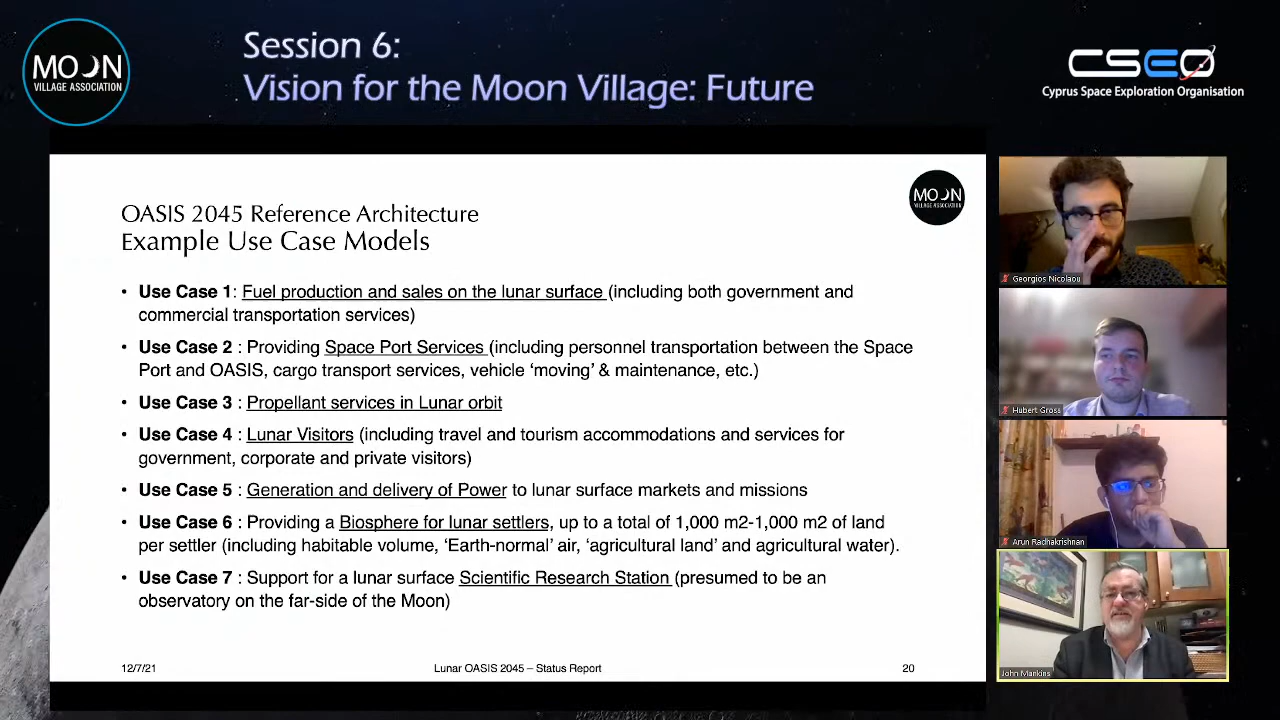 MOON
VILLAGE ASSOCIATION
Session 6:
Vision for the Moon Village: Future
CSEO
Cyprus Space Exploration Organisation
MOON
VILLAGE ASSOCIATION
OASIS 2045 Reference Architecture
Example Use Case Models
• Use Case 1: Fuel production and sales on the lunar surface (including both government and
commercial transportation services)
• Use Case 2 : Providing Space Port Services (including personnel transportation between the Space
Port and OASIS, cargo transport services, vehicle ‘moving’ & maintenance, etc.)
• Use Case 3 : Propellant services in Lunar orbit
• Use Case 4 : Lunar Visitors (including travel and tourism accommodations and services for
government, corporate and private visitors)
• Use Case 5 : Generation and delivery of Power to lunar surface markets and missions
• Use Case 6 : Providing a Biosphere for lunar settlers, up to a total of 1,000 m2-1,000 m2 of land
per settler (including habitable volume, ‘Earth-normal’ air, ‘agricultural land’ and agricultural water).
• Use Case 7 : Support for a lunar surface Scientific Research Station (presumed to be an
observatory on the far-side of the Moon)
12/7/21
Lunar OASIS 2045 – Status Report
20
Georgios Nicolaou
Hubert Gross
Arun Radhakrishnan
John Mankins